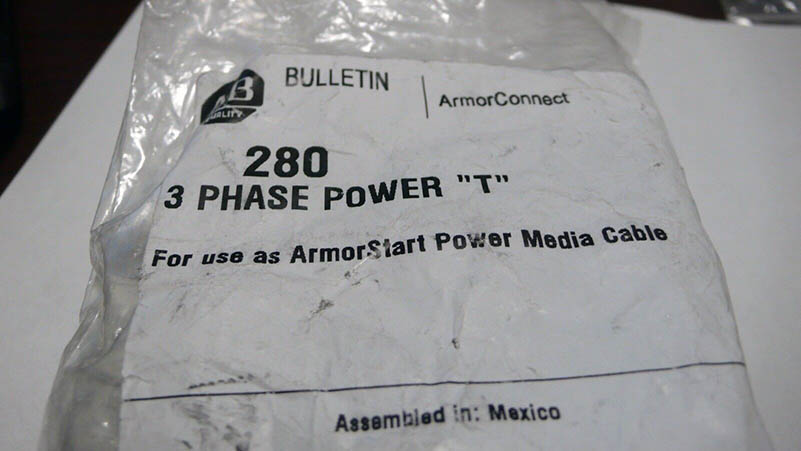 AB
QUALITY
BULLETIN
ArmorConnect
280
3 PHASE POWER "T"
For use as ArmorStart Power Media Cable
Assembled in: Mexico